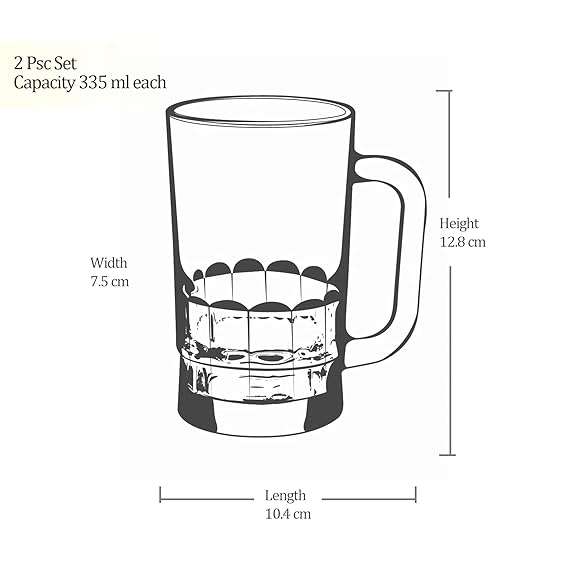 2 Psc Set
Capacity 335 ml each
Height
12.8 cm
Width
7.5 cm
Length
10.4 cm